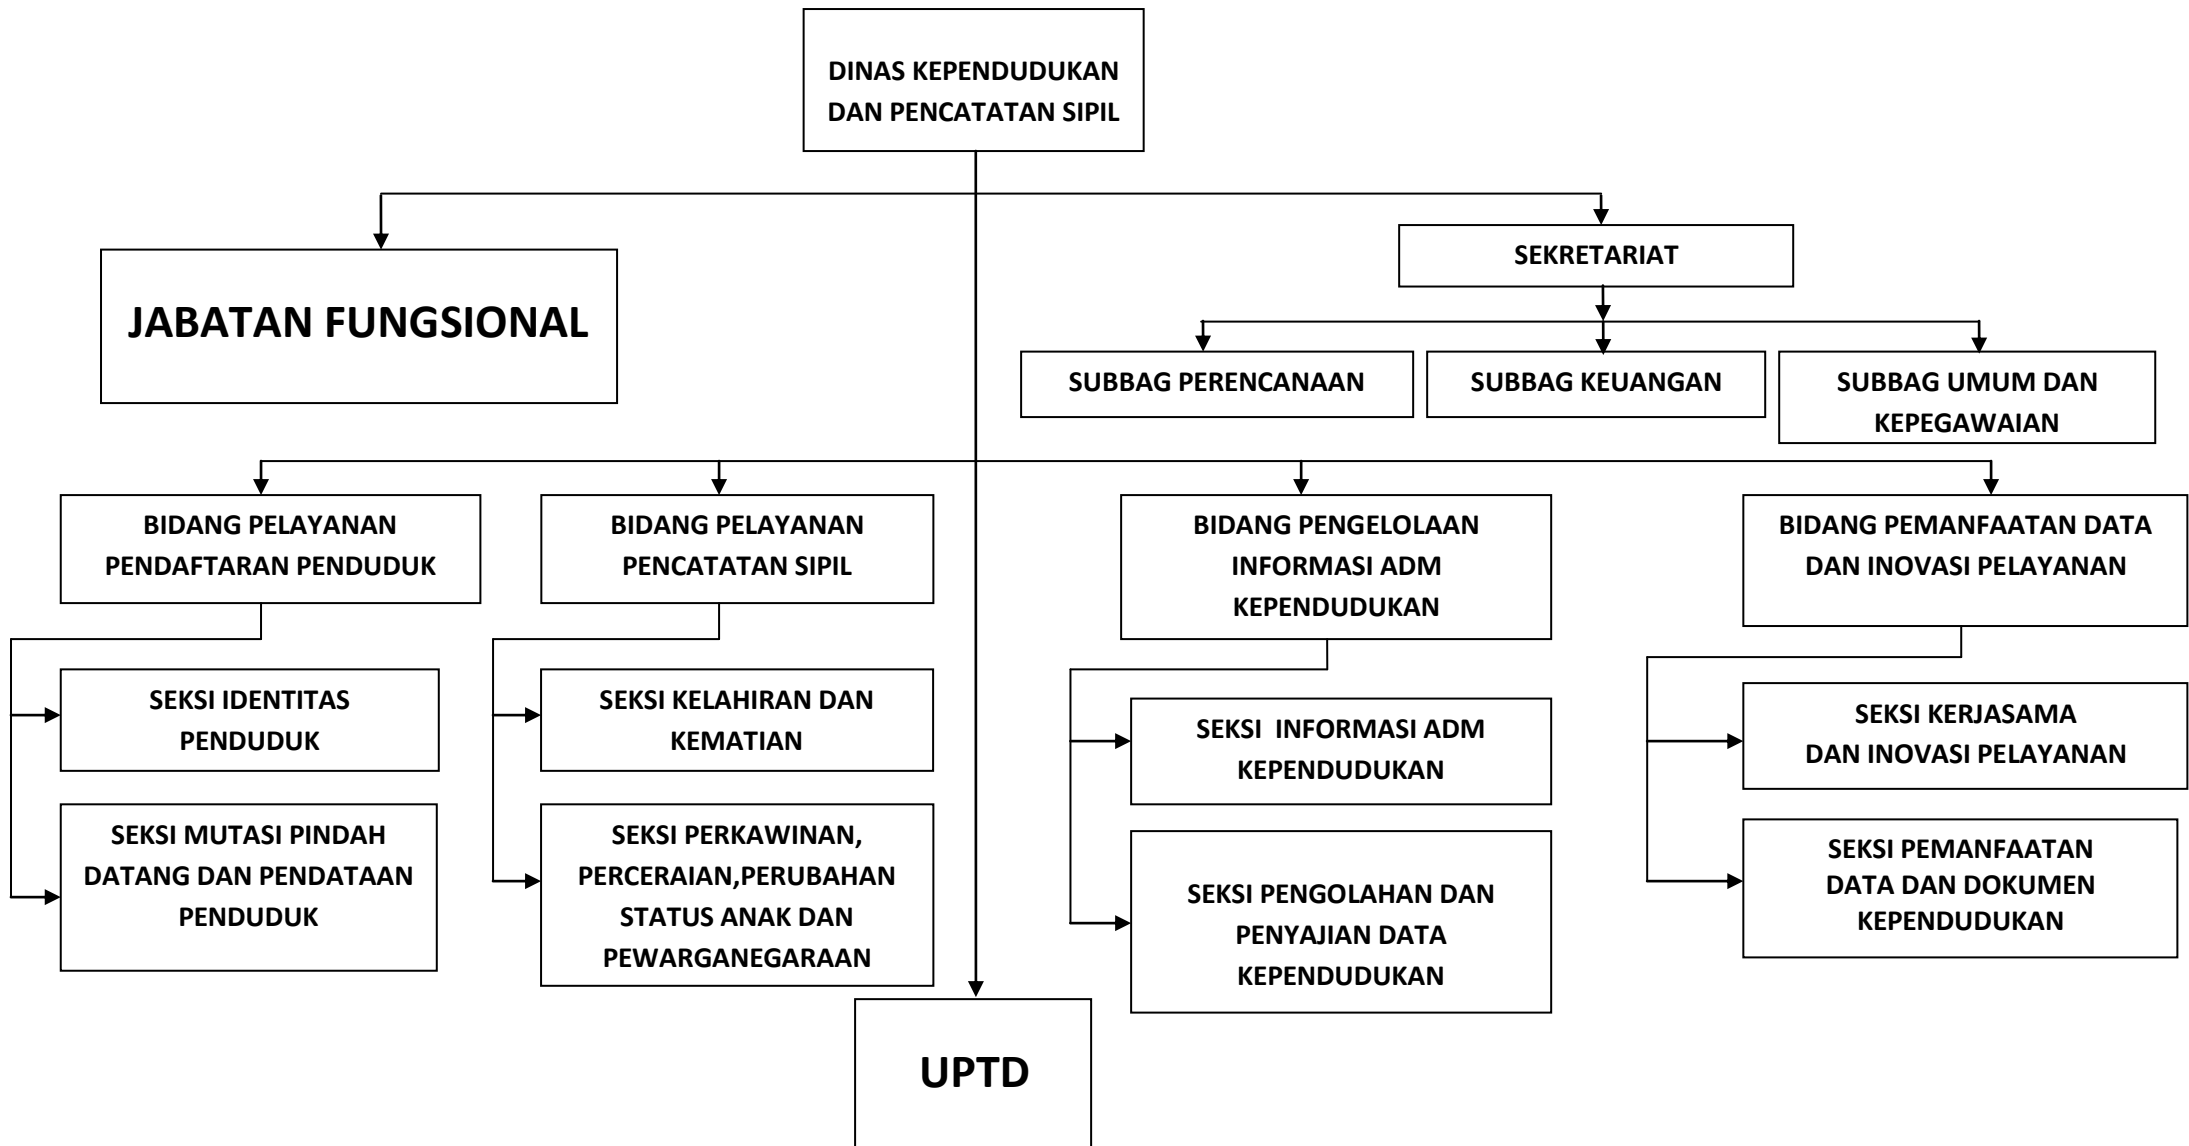 DINAS KEPENDUDUKAN
DAN PENCATATAN SIPIL
JABATAN FUNGSIONAL
SEKRETARIAT
SUBBAG PERENCANAAN
SUBBAG KEUANGAN
SUBBAG UMUM DAN
KEPEGAWAIAN
BIDANG PELAYANAN
PENDAFTARAN PENDUDUK
BIDANG PELAYANAN
PENCATATAN SIPIL
BIDANG PENGELOLAAN
INFORMASI ADM
KEPENDUDUKAN
BIDANG PEMANFAATAN DATA
DAN INOVASI PELAYANAN
SEKSI IDENTITAS
PENDUDUK
SEKSI KELAHIRAN DAN
KEMATIAN
SEKSI  INFORMASI ADM
KEPENDUDUKAN
SEKSI KERJASAMA
DAN INOVASI PELAYANAN
SEKSI MUTASI PINDAH
DATANG DAN PENDATAAN
PENDUDUK
SEKSI PERKAWINAN,
PERCERAIAN,PERUBAHAN
STATUS ANAK DAN
PEWARGANEGARAAN
SEKSI PENGOLAHAN DAN
PENYAJIAN DATA
KEPENDUDUKAN
SEKSI PEMANFAATAN
DATA DAN DOKUMEN
KEPENDUDUKAN
UPTD